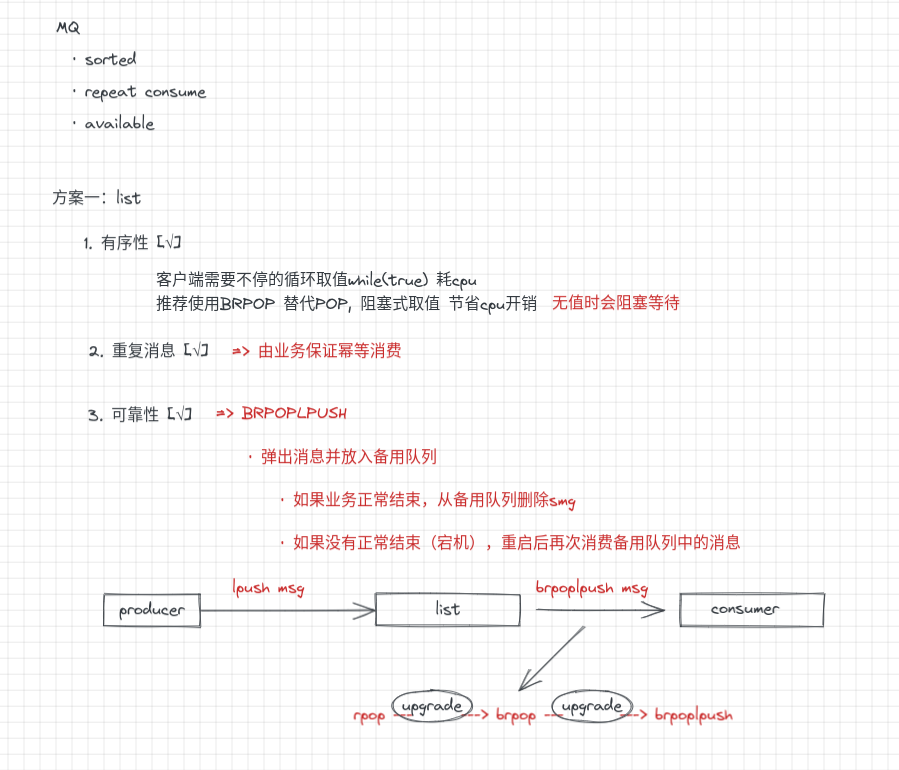 MQ
· sorted
· repeat consume
· available
方案一：list
1. 有序性 [√]
客户端需要不停的循环取值while(true) 耗cpu
推荐使用BRPOP 替代POP, 阻塞式取值 节省cpu开销 无值时会阻塞等待
2. 重复消息 [√] => 由业务保证幂等消费
3. 可靠性 [√] => BRPOPLPUSH
· 弹出消息并放入备用队列
· 如果业务正常结束，从备用队列删除smg
· 如果没有正常结束（宕机）, 重启后再次消费备用队列中的消息
lpush msg brpoplpush msg
producer list consumer
rpop ---upgrade---> brpop ---upgrade---> brpoplpush